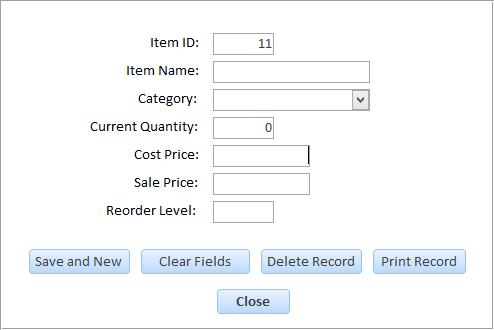 Item ID: 11
Item Name:
Category:
Current Quantity: 0
Cost Price:
Sale Price:
Reorder Level:
Save and New Clear Fields Delete Record Print Record
Close